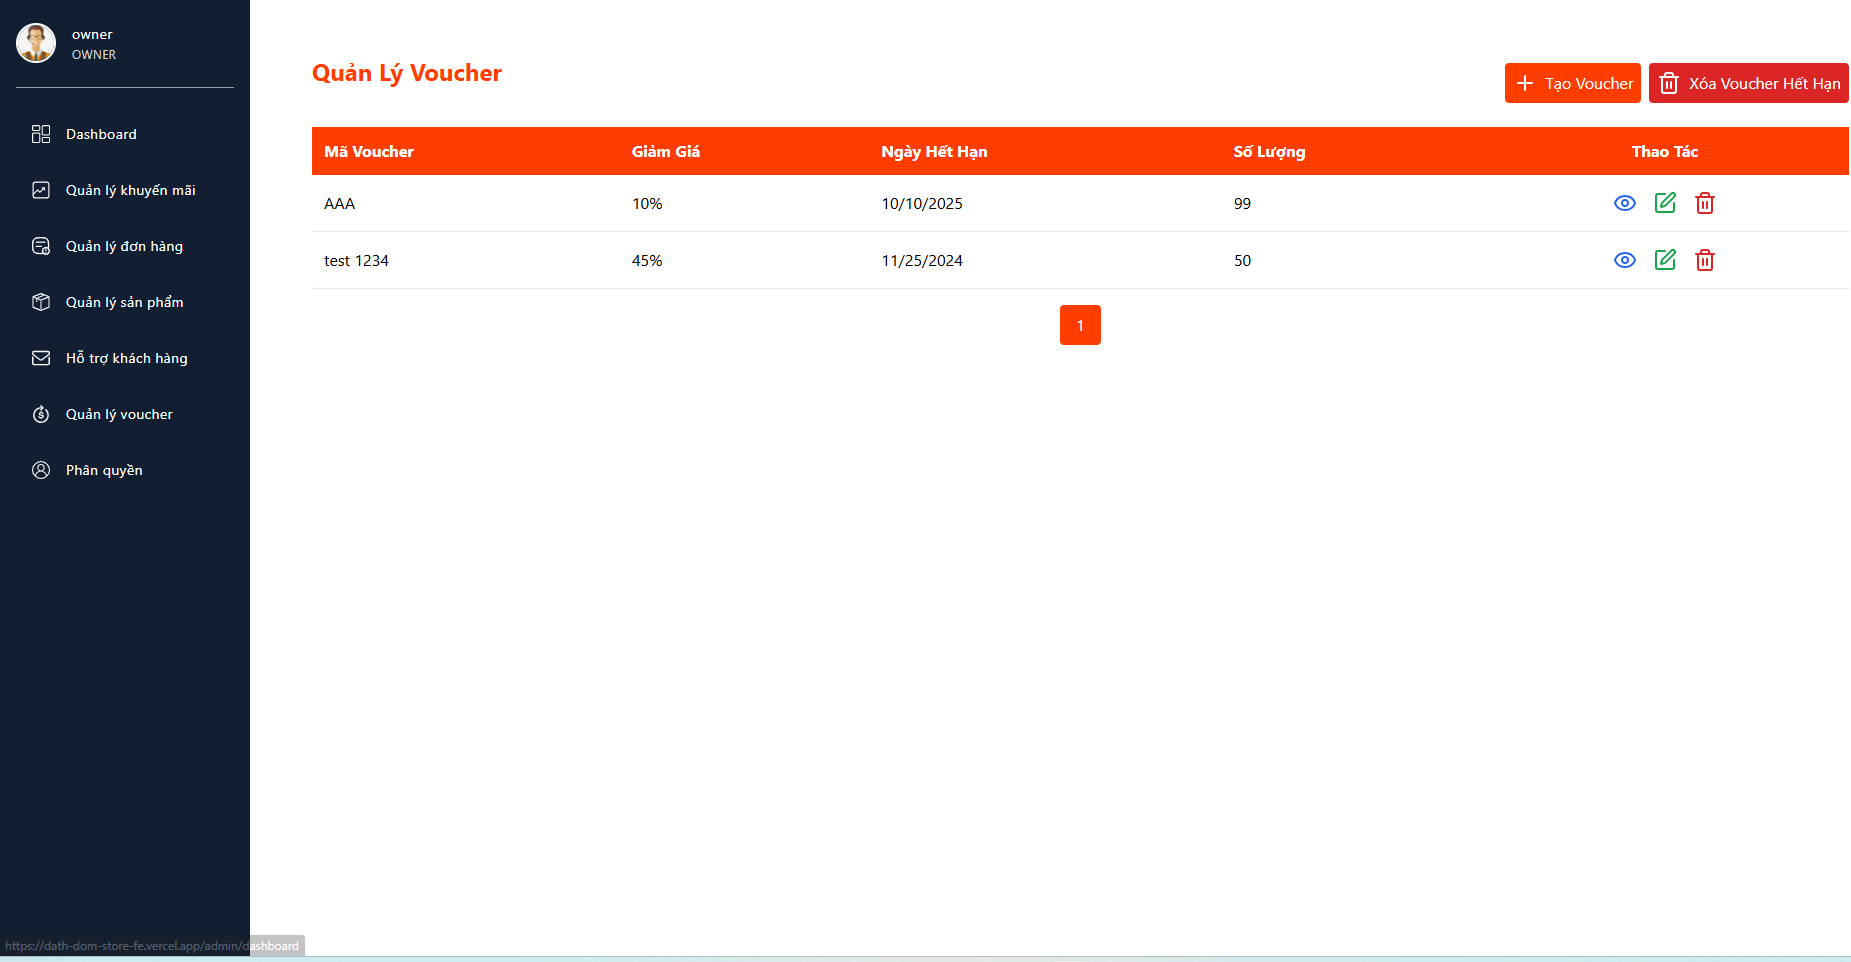 owner
OWNER
Dashboard
Quản lý khuyến mãi
Quản lý đơn hàng
Quản lý sản phẩm
Hỗ trợ khách hàng
Quản lý voucher
Phân quyền
Quản Lý Voucher
Tạo Voucher
Xóa Voucher Hết Hạn
Mã Voucher Giảm Giá Ngày Hết Hạn Số Lượng Thao Tác
AAA 10% 10/10/2025 99
test 1234 45% 11/25/2024 50
1
https://dath-dom-store-fe.vercel.app/admin/dashboard